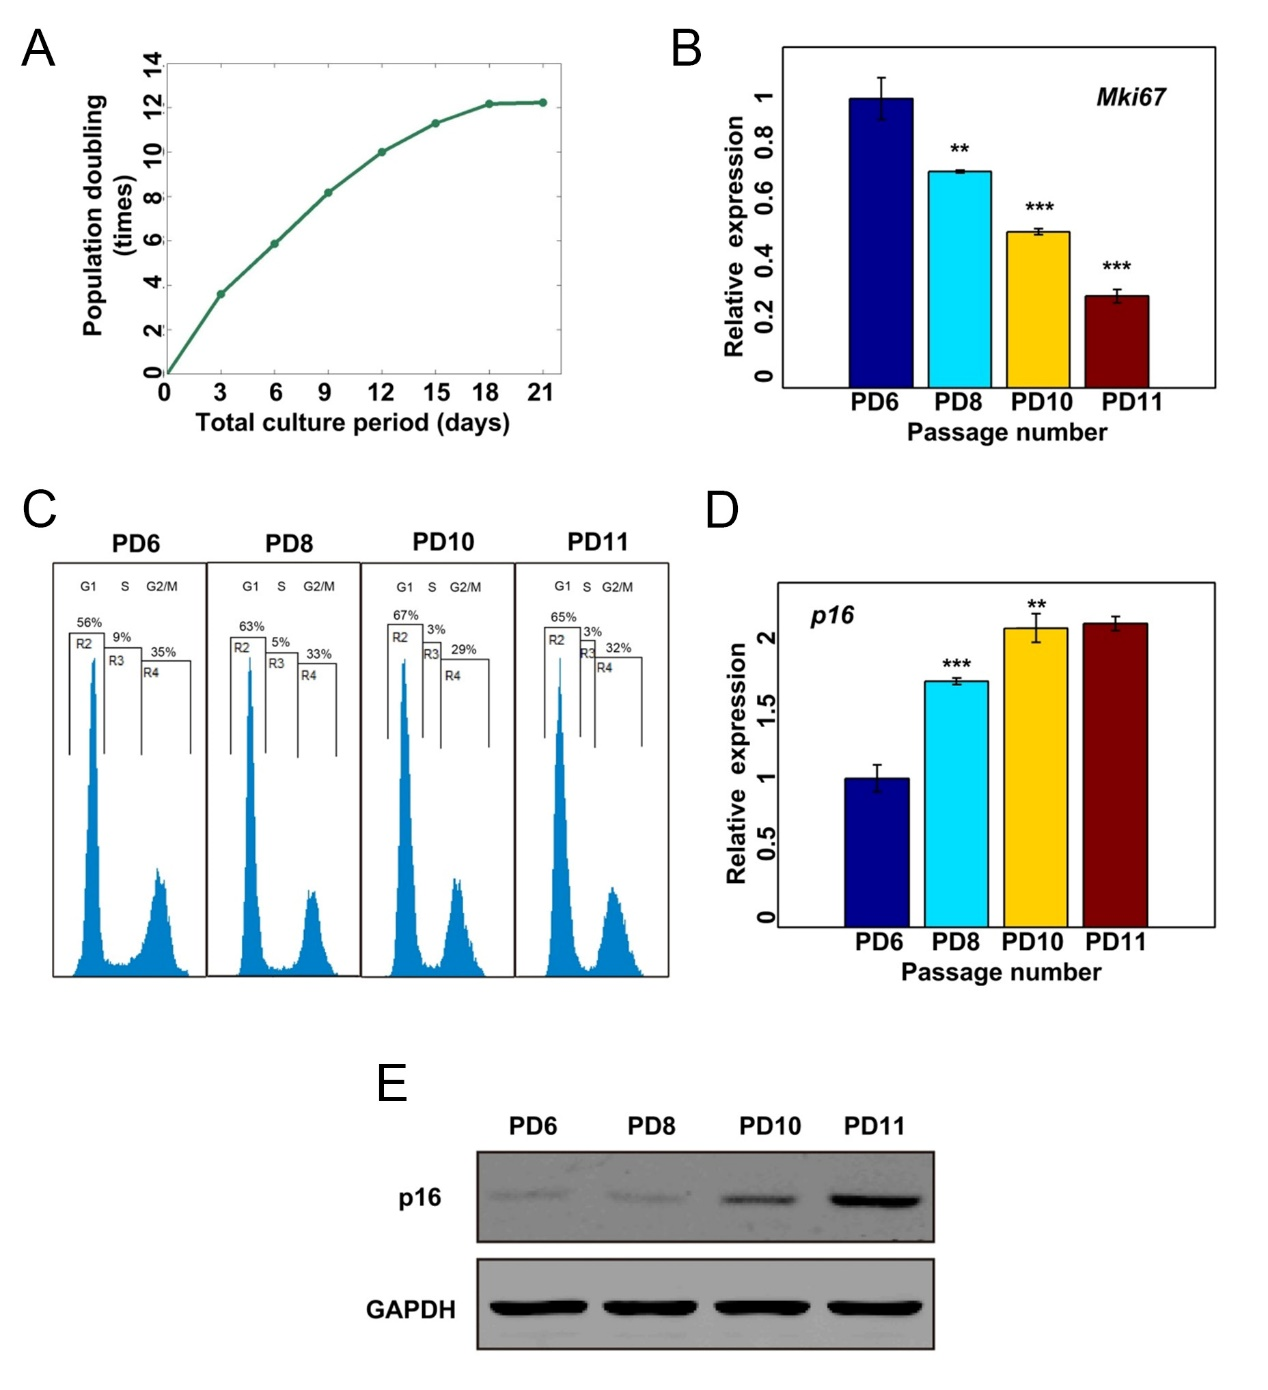 A
Population doubling
(times)
14
12
10
8
6
4
2
0
0 3 6 9 12 15 18 21
Total culture period (days)
B
Relative expression
1
0.8
0.6
0.4
0.2
0
Mki67
**
***
***
PD6 PD8 PD10 PD11
Passage number
C
PD6 PD8 PD10 PD11
G1 S G2/M
56%
9%
35%
R2
R3
R4
G1 S G2/M
63%
5%
33%
R2
R3
R4
G1 S G2/M
67%
3%
29%
R2
R3
R4
G1 S G2/M
65%
3%
32%
R2
R3
R4
D
Relative expression
2
1.5
1
0.5
0
p16
***
**
PD6 PD8 PD10 PD11
Passage number
E
PD6 PD8 PD10 PD11
p16
GAPDH